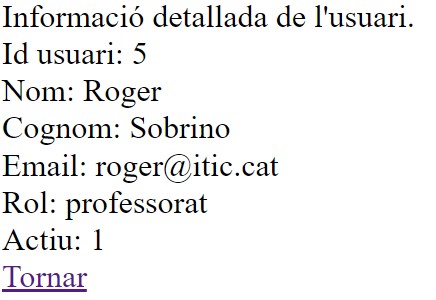 Informació detallada de l'usuari.
Id usuari: 5
Nom: Roger
Cognom: Sobrino
Email: roger@itic.cat
Rol: professorat
Actiu: 1
Tornar